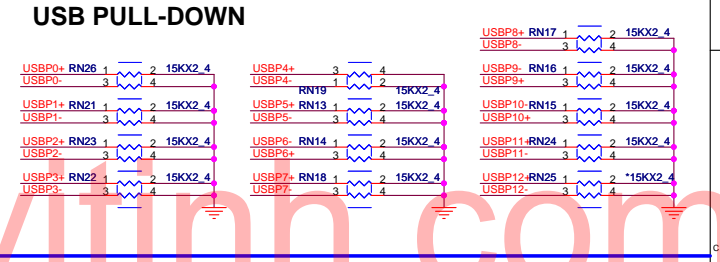 USB PULL-DOWN
USBP0+ RN26 1 2 15KX2_4
USBP0- 3 4
USBP1+ RN21 1 2 15KX2_4
USBP1- 3 4
USBP2+ RN23 1 2 15KX2_4
USBP2- 3 4
USBP3+ RN22 1 2 15KX2_4
USBP3- 3 4
USBP4+ 3 4
USBP4- 1 2
RN19 15KX2_4
USBP5+ RN13 1 2 15KX2_4
USBP5- 3 4
USBP6- RN14 1 2 15KX2_4
USBP6+ 3 4
USBP7+ RN18 1 2 15KX2_4
USBP7- 3 4
USBP8+ RN17 1 2 15KX2_4
USBP8- 3 4
USBP9- RN16 1 2 15KX2_4
USBP9+ 3 4
USBP10- RN15 1 2 15KX2_4
USBP10+ 3 4
USBP11+ RN24 1 2 15KX2_4
USBP11- 3 4
USBP12+ RN25 1 2 *15KX2_4
USBP12- 3 4
vitinh.com
C